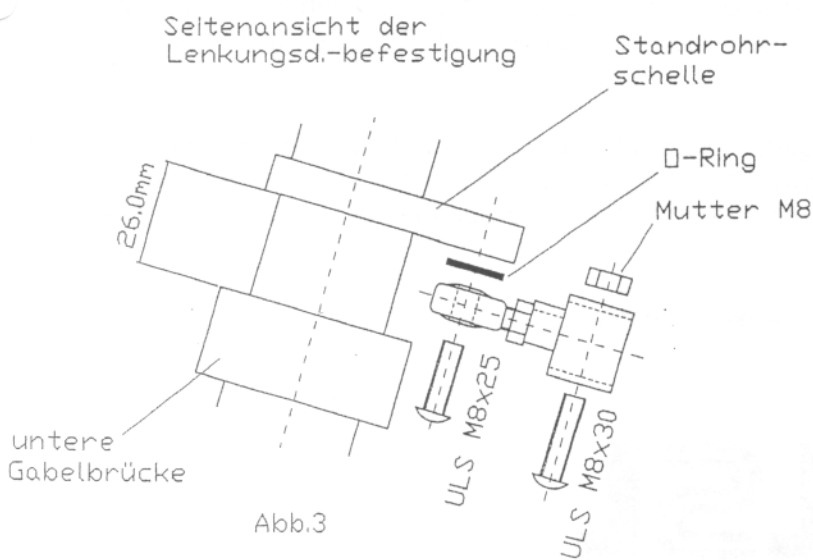 Seitenansicht der
Lenkungsd.-befestigung
Standrohr-
schelle
O-Ring
Mutter M8
26.0mm
ULS M8x25
ULS M8x30
untere
Gabelbrücke
Abb.3